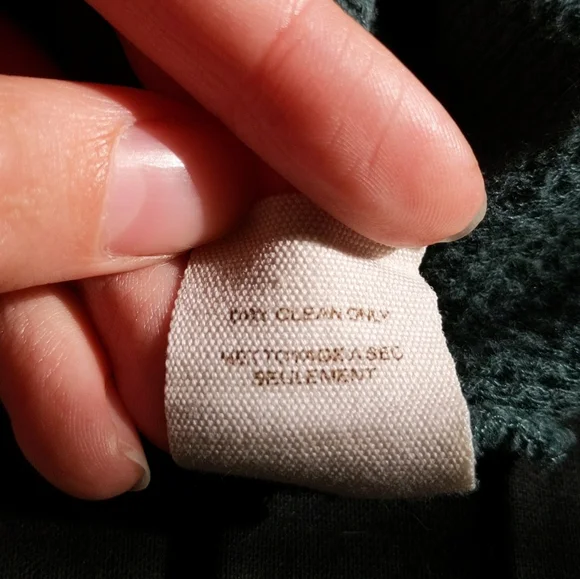 DRY CLEAN ONLY
NETTOYAGE A SEC
SEULEMENT